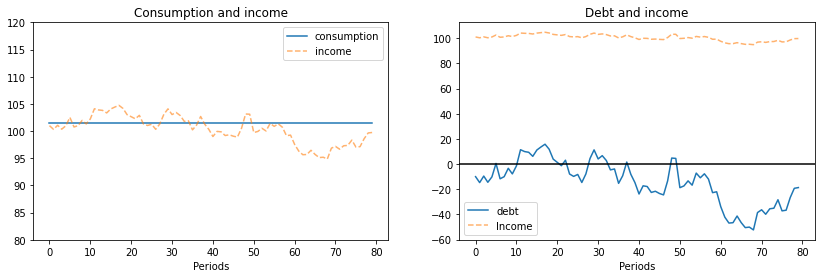 Consumption and income
120
115
110
105
100
95
90
85
80
0 10 20 30 40 50 60 70 80
Periods
consumption
income
Debt and income
100
80
60
40
20
0
−20
−40
−60
0 10 20 30 40 50 60 70 80
Periods
debt
Income